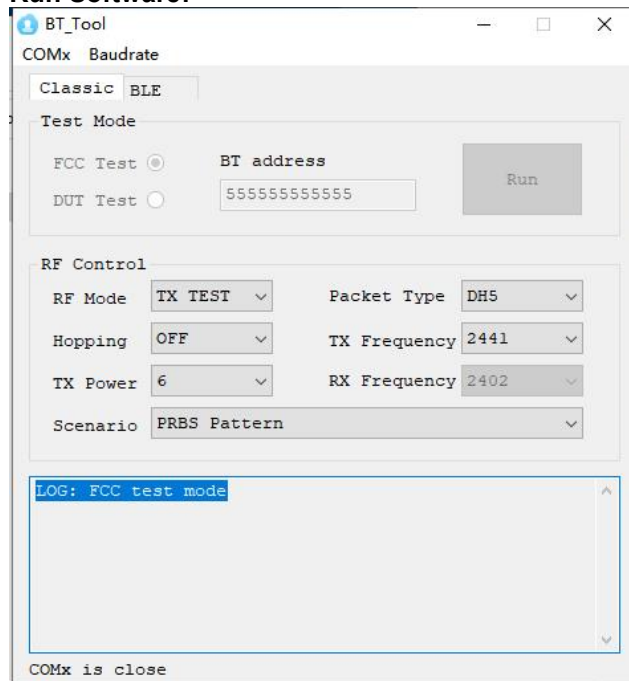 Run Software:
BT_Tool
COMx Baudrate
Classic BLE
Test Mode
FCC Test BT address
555555555555 Run
DUT Test
RF Control
RF Mode TX TEST Packet Type DH5
Hopping OFF TX Frequency 2441
TX Power 6 RX Frequency 2402
Scenario PRBS Pattern
LOG: FCC test mode
COMx is close